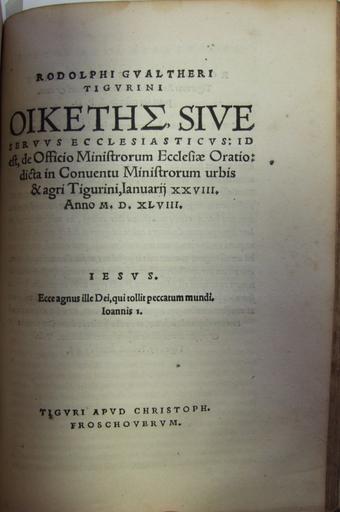 RODOLPHI GVALTHERI
TIGVRINI
ΟΙΚΕΤΗΣ, SIVE
SERVVS ECCLESIASTICVS: ID
est, de Officio Miniſtrorum Eccleſiæ Oratio:
dicta in Conuentu Miniſtrorum urbis
& agri Tigurini, Ianuarij XXVIII.
Anno M. D. XLVIII.
IESVS.
Ecce agnus ille Dei, qui tollit peccatum mundi.
Ioannis 1.
TIGVRI APVD CHRISTOPH.
FROSCHOVERVM.